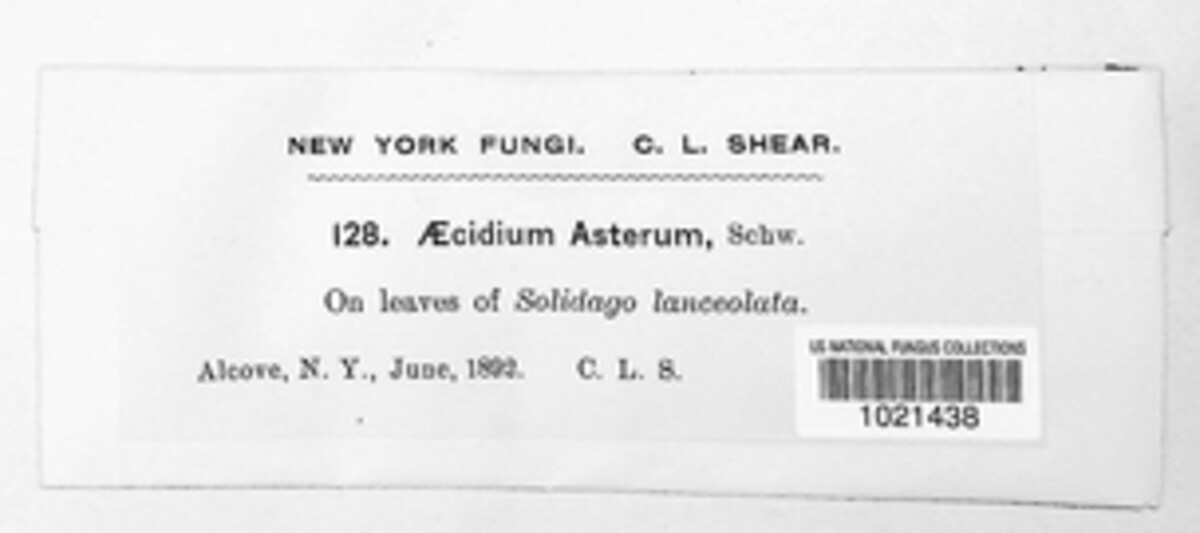 NEW YORK FUNGI. C. L. SHEAR.
128. Æcidium Asterum, Schw.
On leaves of Solidago lanceolata.
Alcove, N. Y., June, 1892. C. L. S.
US NATIONAL FUNGUS COLLECTIONS
1021438